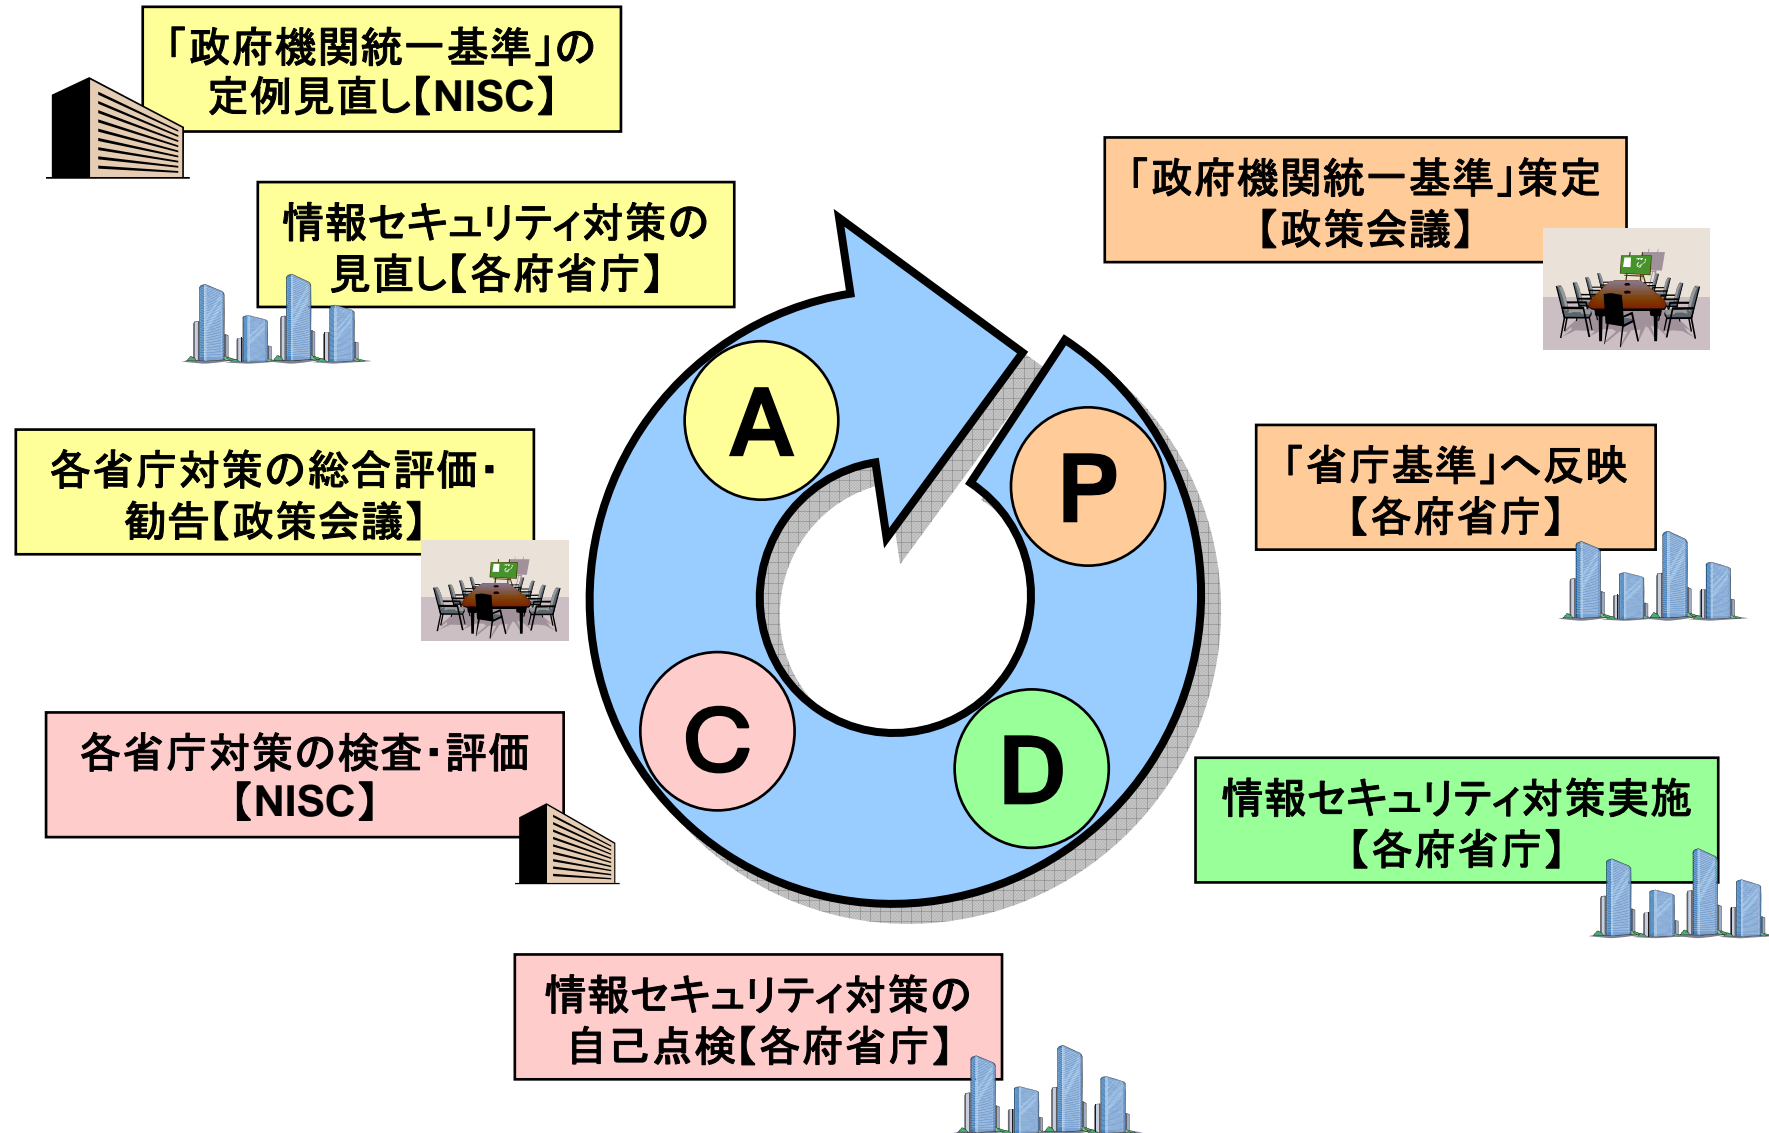 「政府機関統一基準」の
定例見直し【NISC】
情報セキュリティ対策の
見直し【各府省庁】
各省庁対策の総合評価・
勧告【政策会議】
各省庁対策の検査・評価
【NISC】
情報セキュリティ対策の
自己点検【各府省庁】
A
P
C
D
「政府機関統一基準」策定
【政策会議】
「省庁基準」へ反映
【各府省庁】
情報セキュリティ対策実施
【各府省庁】